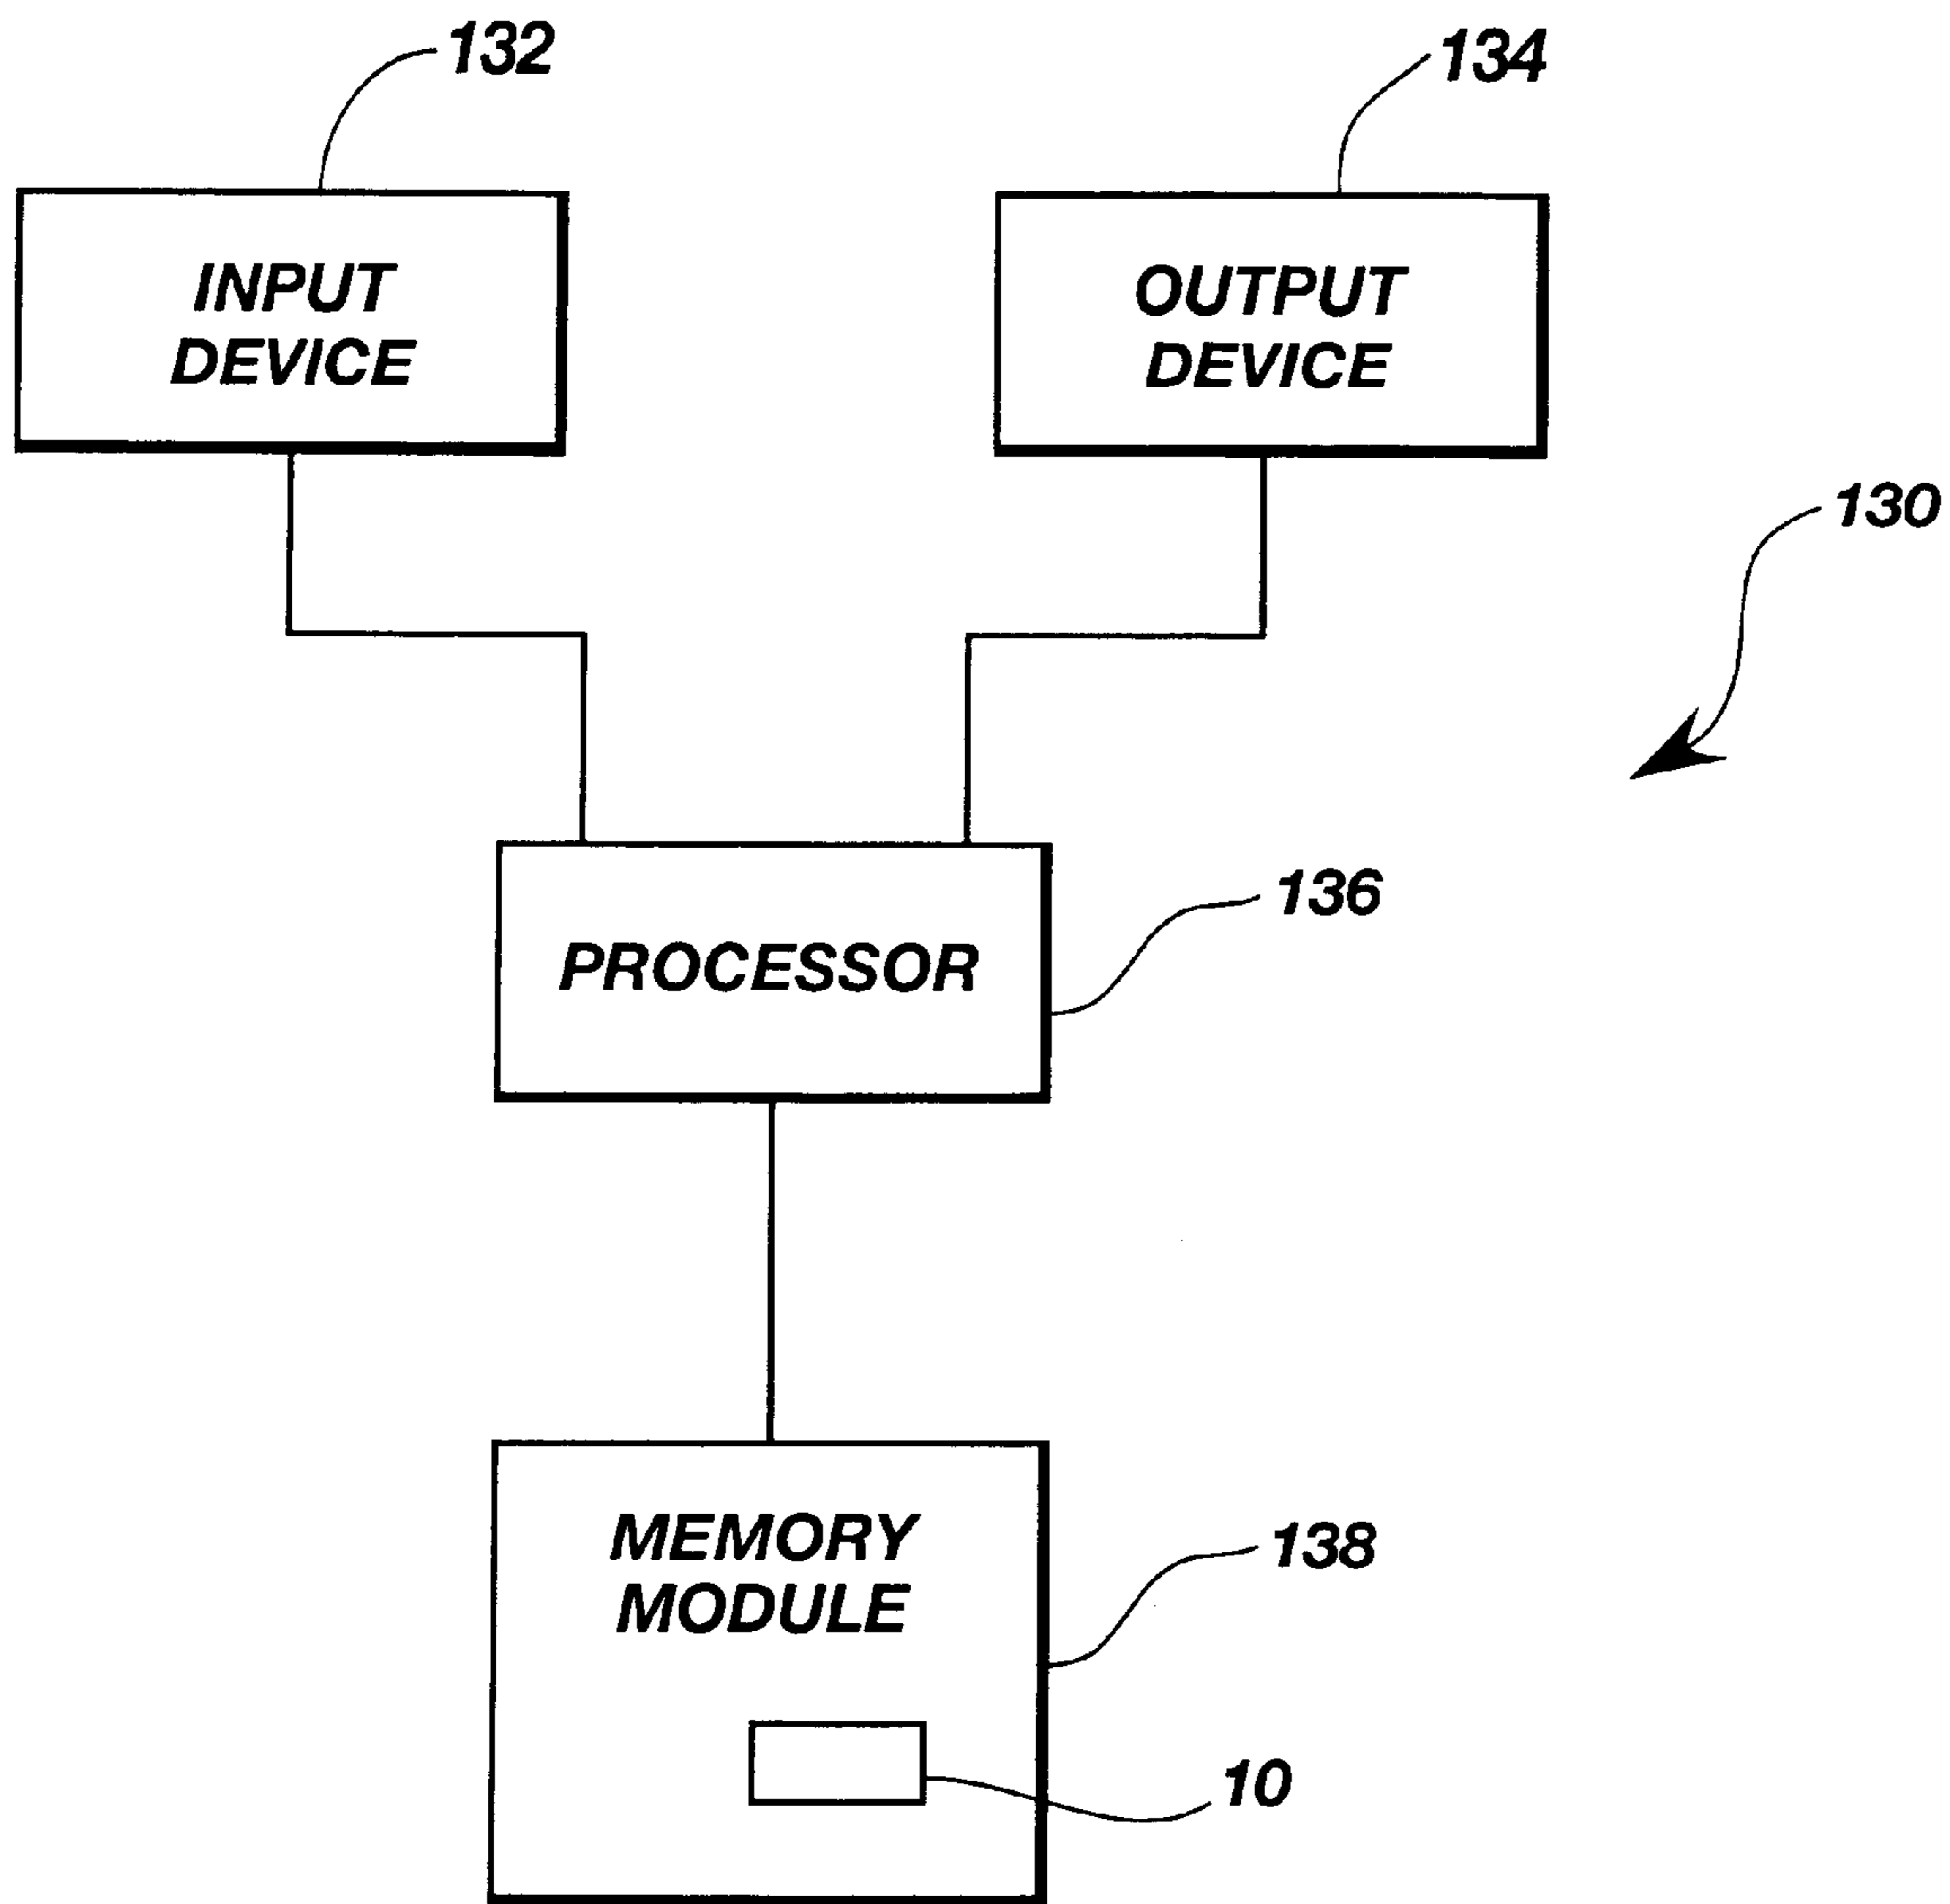 132
134
INPUT
DEVICE
OUTPUT
DEVICE
130
136
PROCESSOR
MEMORY
MODULE
138
10